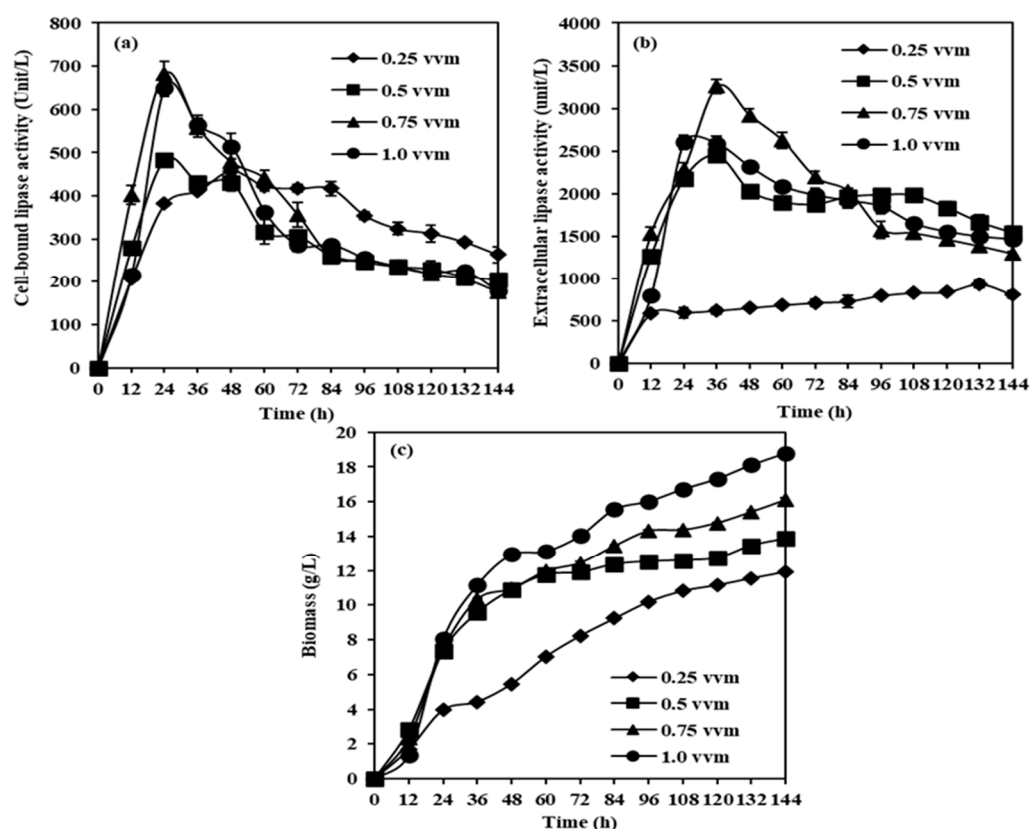 (a)
Cell-bound lipase activity (Unit/L)
800
700
600
500
400
300
200
100
0
0.25 vvm
0.5 vvm
0.75 vvm
1.0 vvm
0 12 24 36 48 60 72 84 96 108 120 132 144
Time (h)
(b)
Extracellular lipase activity (unit/L)
4000
3500
3000
2500
2000
1500
1000
500
0
0.25 vvm
0.5 vvm
0.75 vvm
1.0 vvm
0 12 24 36 48 60 72 84 96 108 120 132 144
Time (h)
(c)
Biomass (g/L)
20
18
16
14
12
10
8
6
4
2
0
0.25 vvm
0.5 vvm
0.75 vvm
1.0 vvm
0 12 24 36 48 60 72 84 96 108 120 132 144
Time (h)